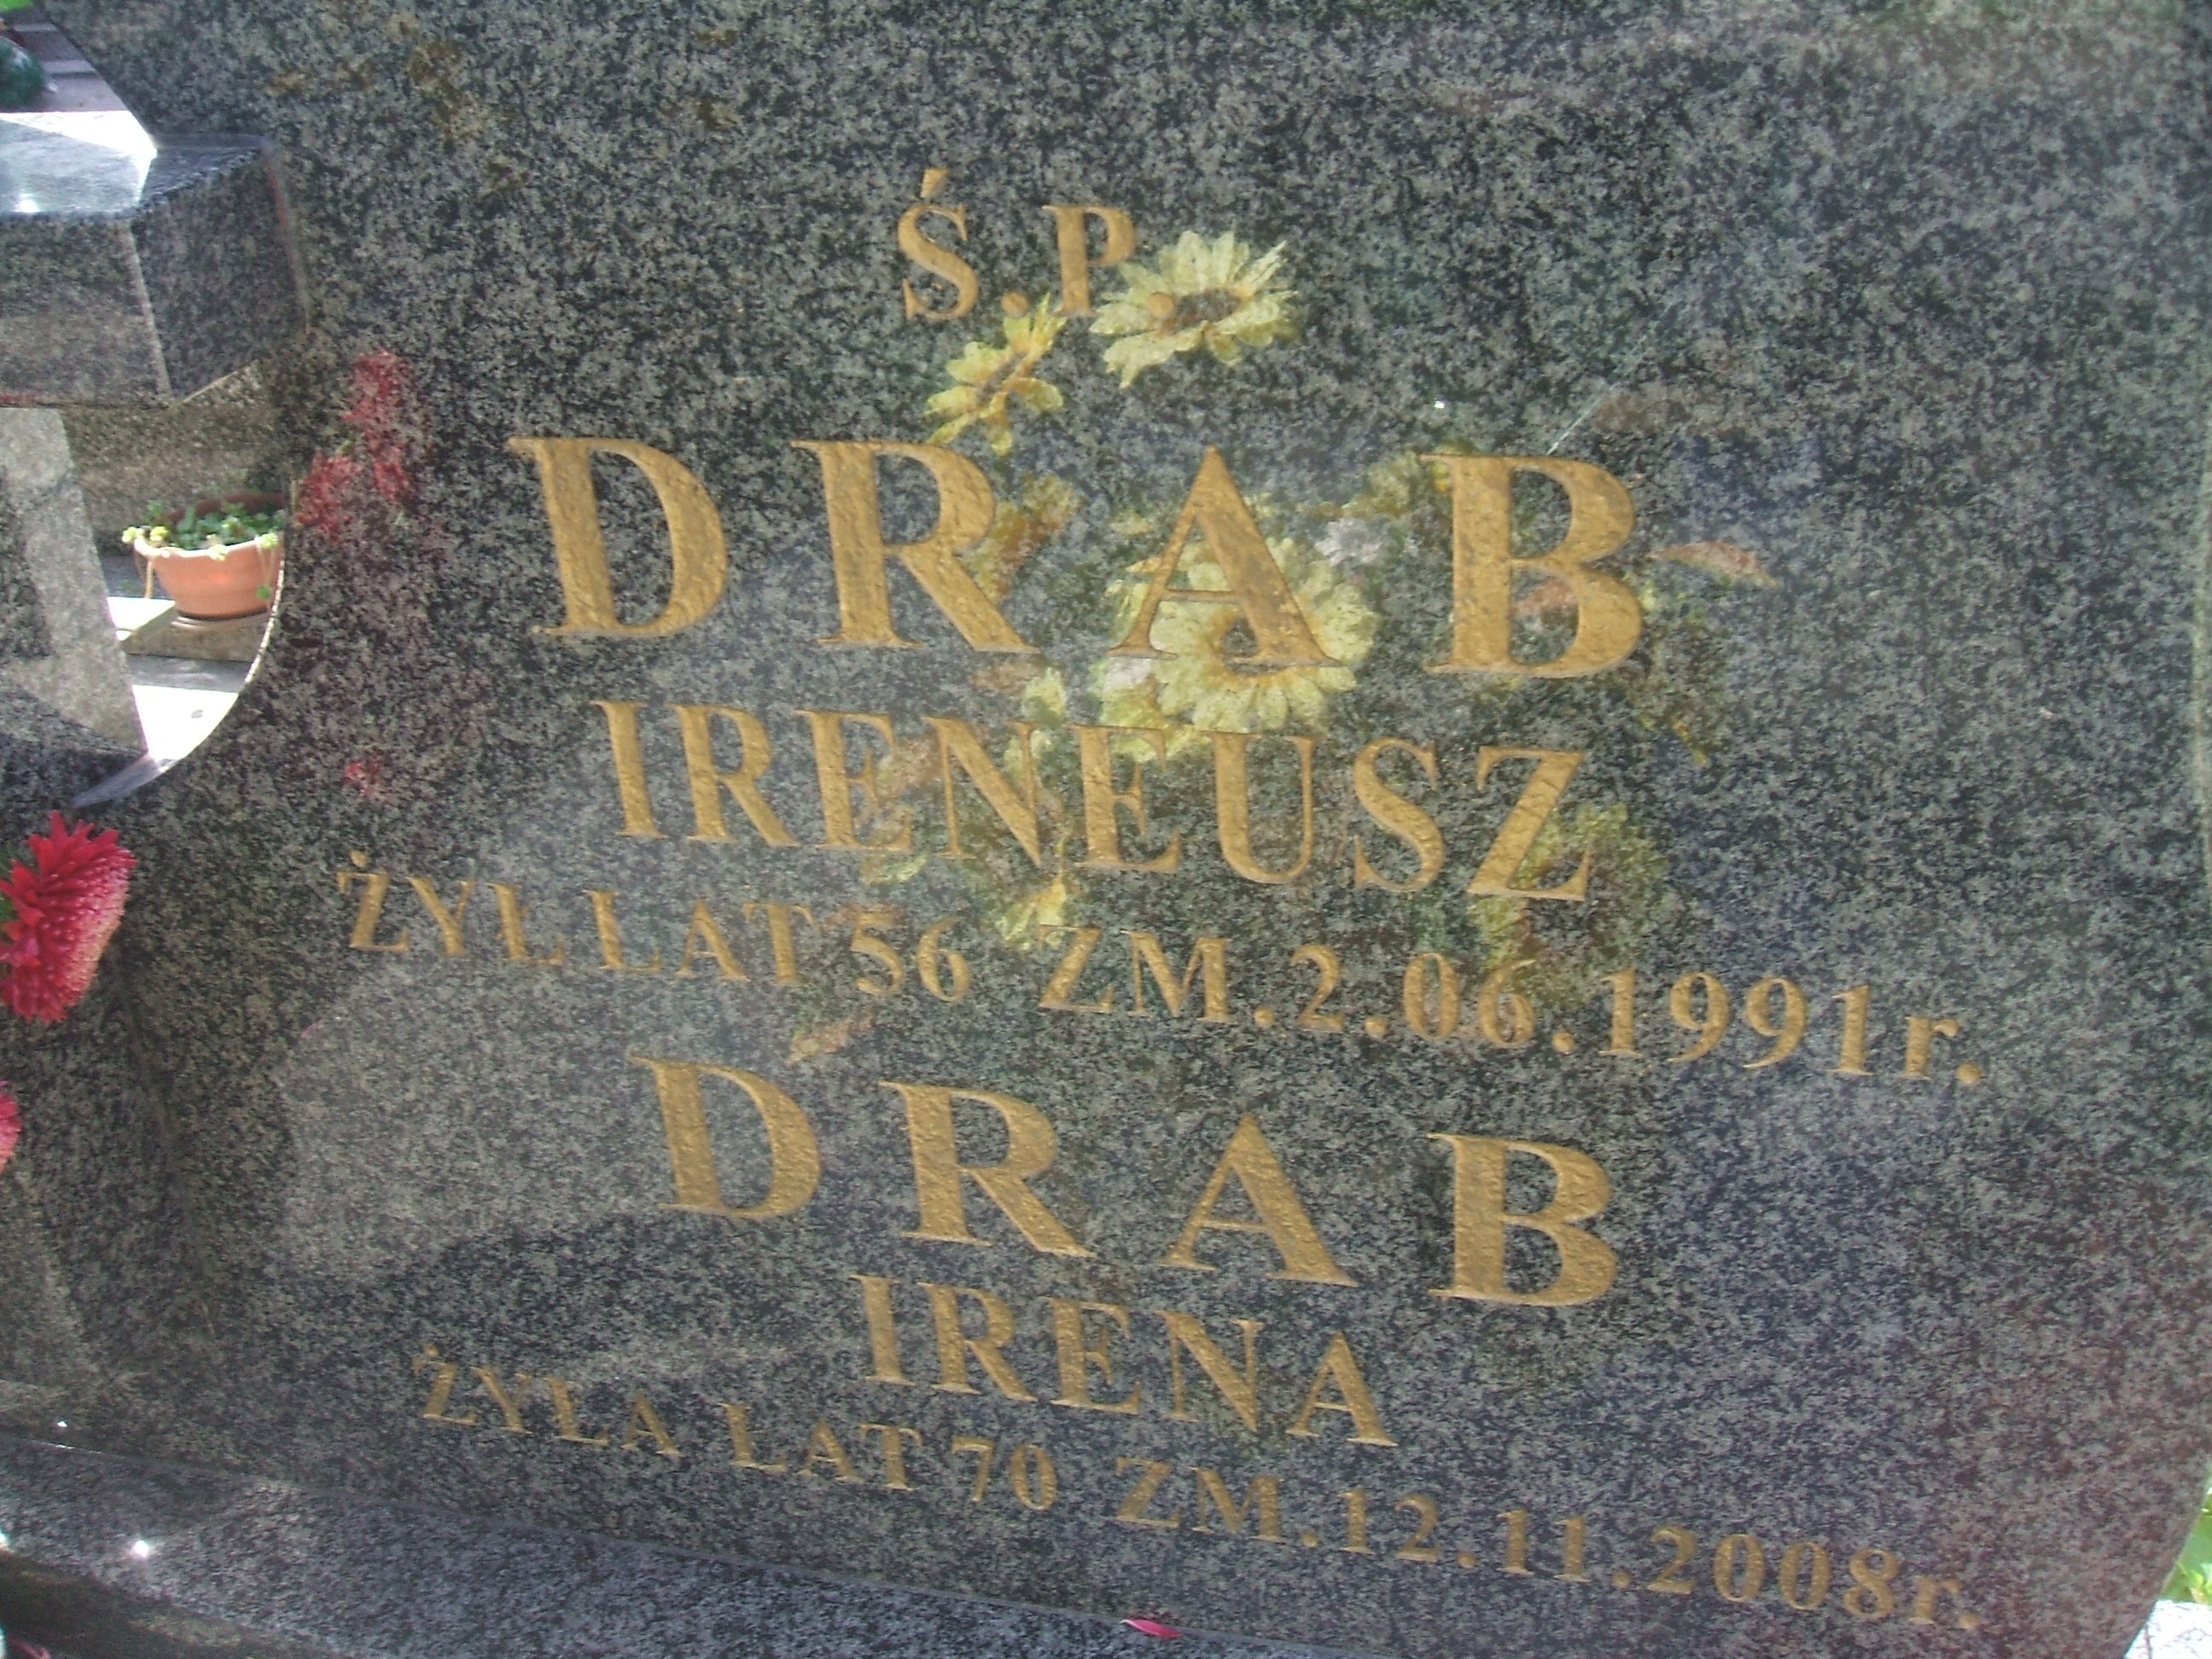 Ś.P.
DRAB
IRENEUSZ
ŻYŁ LAT 56 ZM.2.06.1991r.
DRAB
IRENA
ŻYŁA LAT 70 ZM.12.11.2008r.